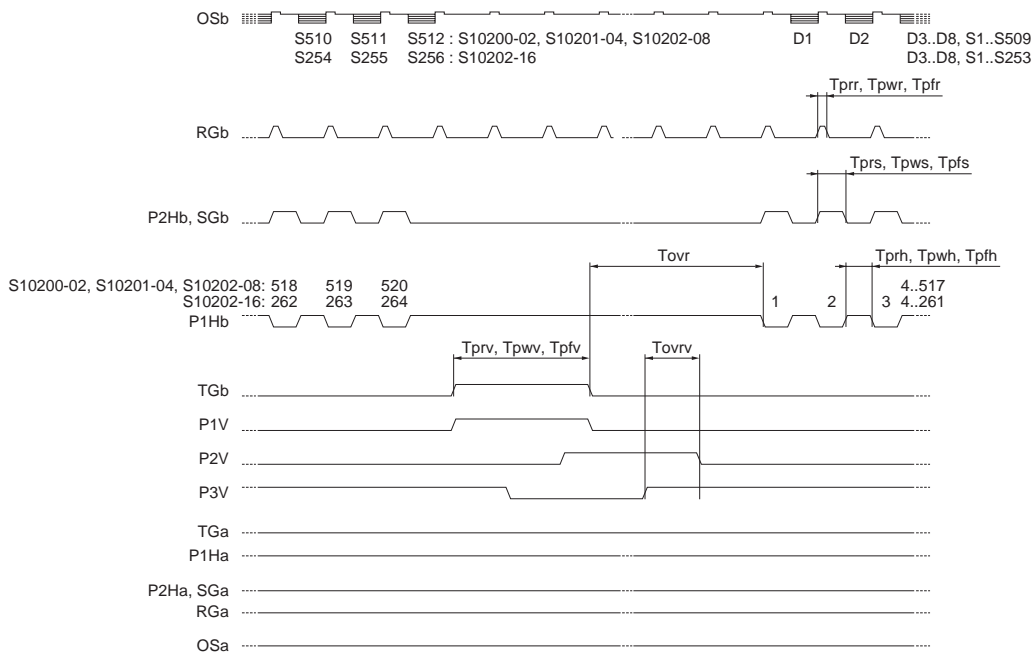 OSb
S510 S511 S512 : S10200-02, S10201-04, S10202-08 D1 D2 D3..D8, S1..S509
S254 S255 S256 : S10202-16 D3..D8, S1..S253
Tprr, Tpwr, Tpfr
RGb
Tprs, Tpws, Tpfs
P2Hb, SGb
Tovr Tprh, Tpwh, Tpfh
S10200-02, S10201-04, S10202-08: 518 519 520 4..517
S10202-16: 262 263 264 1 2 3 4..261
P1Hb
Tprv, Tpwv, Tpfv Tovrv
TGb
P1V
P2V
P3V
TGa
P1Ha
P2Ha, SGa
RGa
OSa